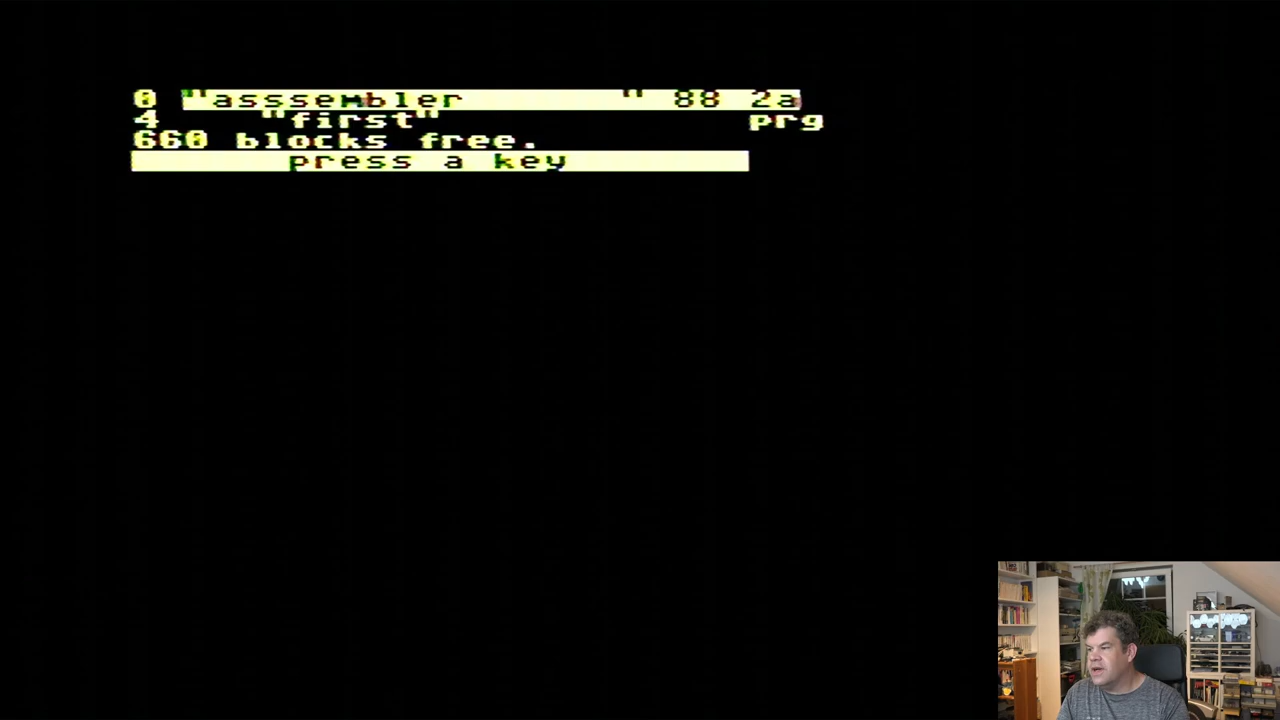 0 "asssembler " 88 2a
4 "first" prg
660 blocks free.
press a key